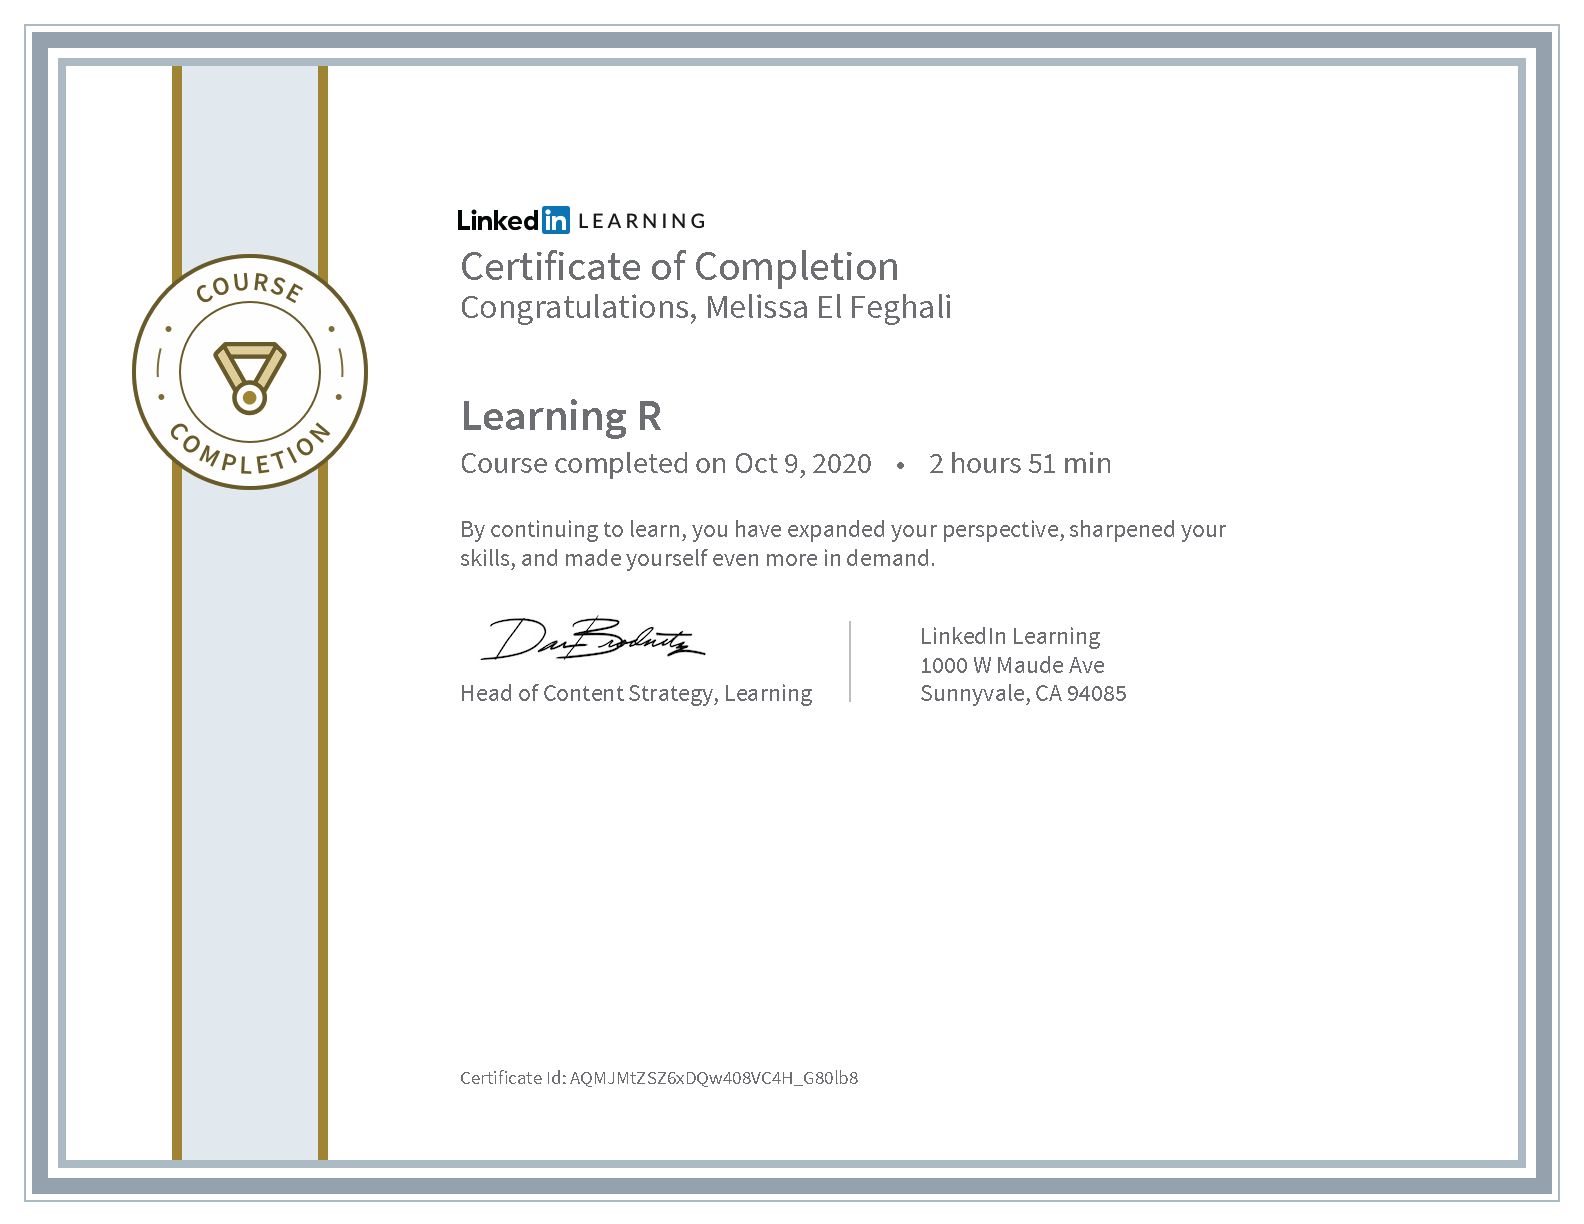 LinkedIn LEARNING
Certificate of Completion
Congratulations, Melissa El Feghali
COURSE
COMPLETION
Learning R
Course completed on Oct 9, 2020 • 2 hours 51 min
By continuing to learn, you have expanded your perspective, sharpened your
skills, and made yourself even more in demand.
Dan Brodnitz
Head of Content Strategy, Learning
LinkedIn Learning
1000 W Maude Ave
Sunnyvale, CA 94085
Certificate Id: AQMJMtZSZ6xDQw408VC4H_G80lb8